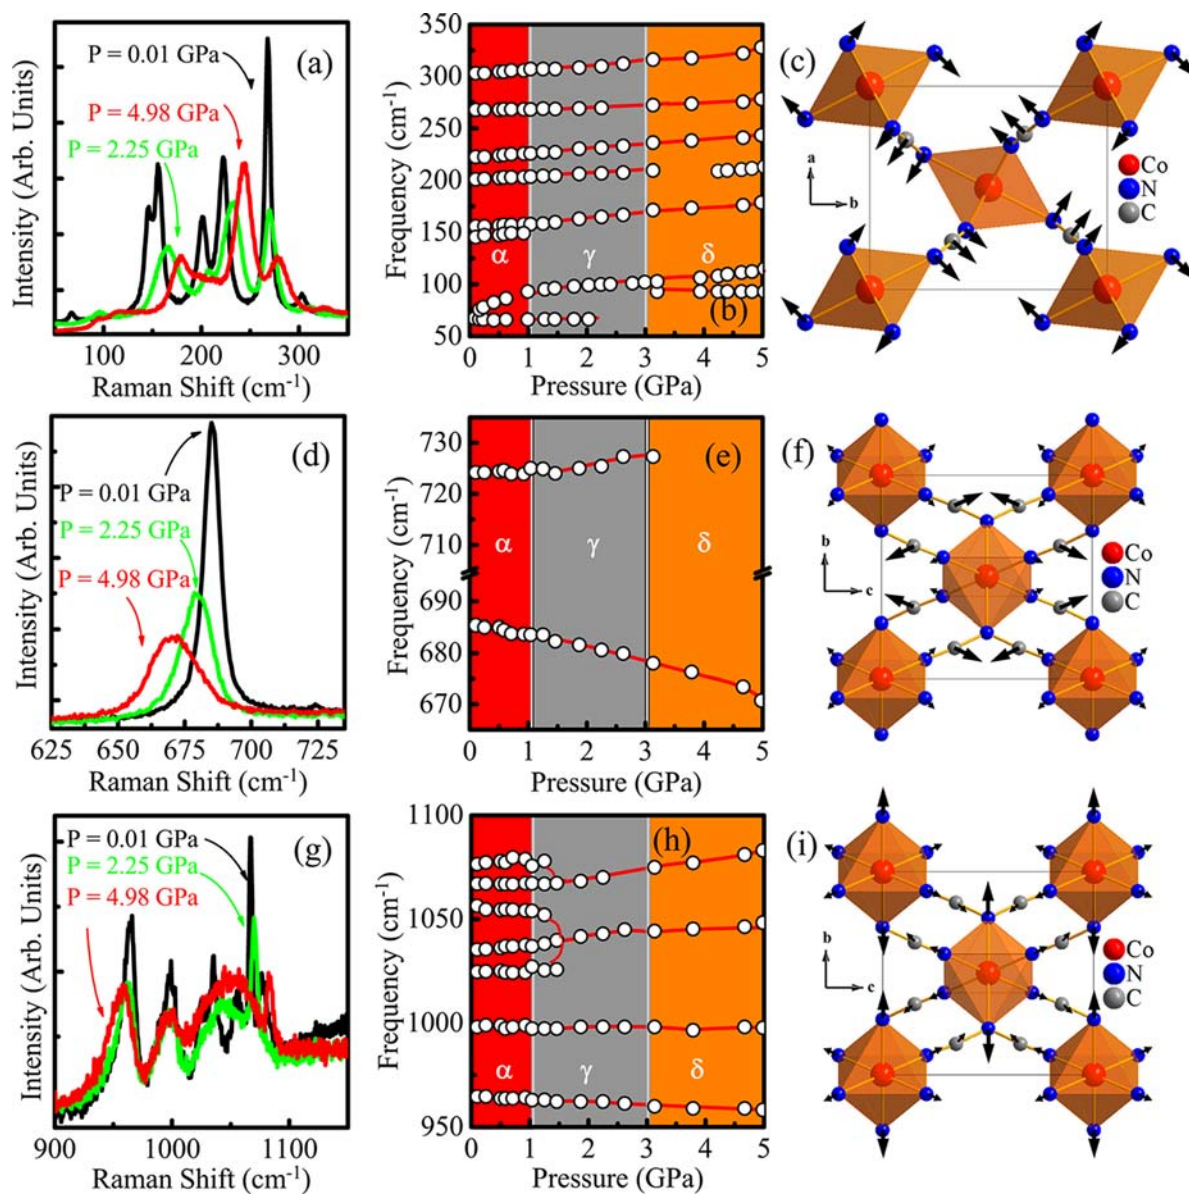 (a)
P = 0.01 GPa
P = 4.98 GPa
P = 2.25 GPa
Intensity (Arb. Units)
100 200 300
Raman Shift (cm-1)
350
300
250
200
150
100
50
Frequency (cm-1)
α γ δ
(b)
0 1 2 3 4 5
Pressure (GPa)
(c)
a
b
Co
N
C
(d)
P = 0.01 GPa
P = 2.25 GPa
P = 4.98 GPa
Intensity (Arb. Units)
625 650 675 700 725
Raman Shift (cm-1)
(e)
730
720
710
690
680
670
Frequency (cm-1)
α γ δ
0 1 2 3 4 5
Pressure (GPa)
(f)
b
c
Co
N
C
(g)
P = 0.01 GPa
P = 2.25 GPa
P = 4.98 GPa
Intensity (Arb. Units)
900 1000 1100
Raman Shift (cm-1)
(h)
1100
1050
1000
950
Frequency (cm-1)
α γ δ
0 1 2 3 4 5
Pressure (GPa)
(i)
b
c
Co
N
C